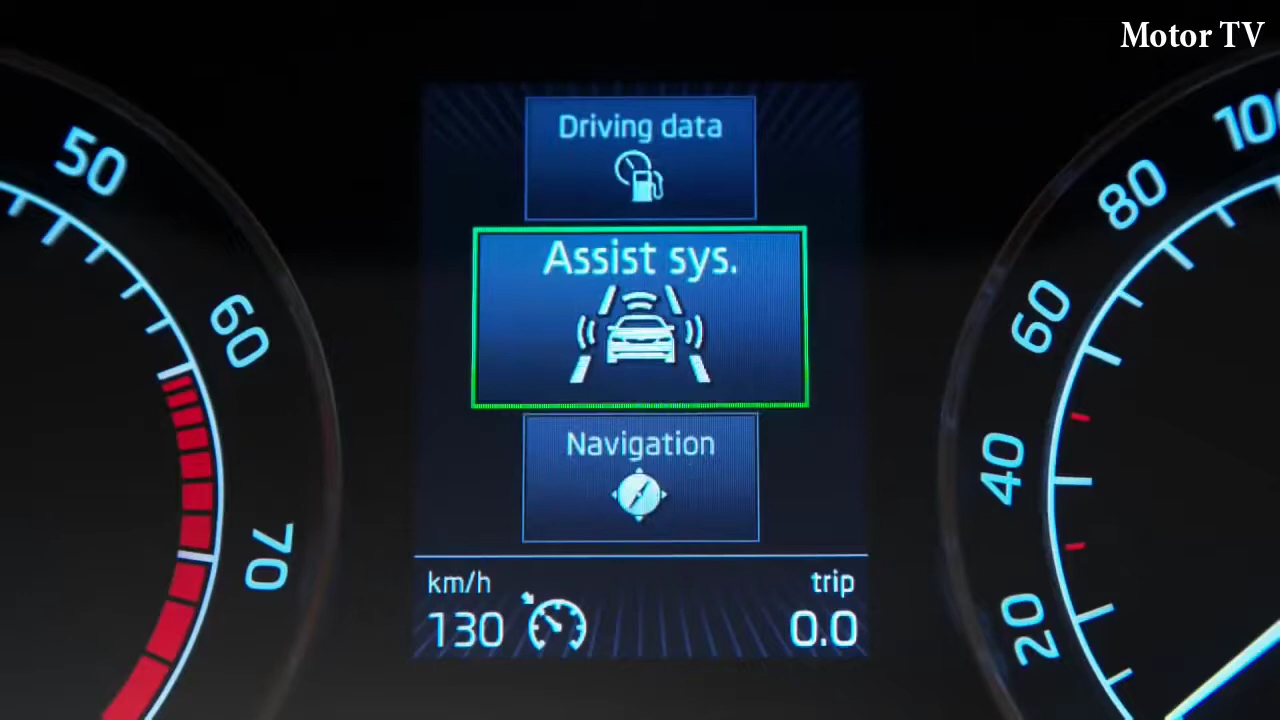 Motor TV
50
60
70
Driving data
Assist sys.
Navigation
km/h
130
trip
0.0
100
80
60
40
20